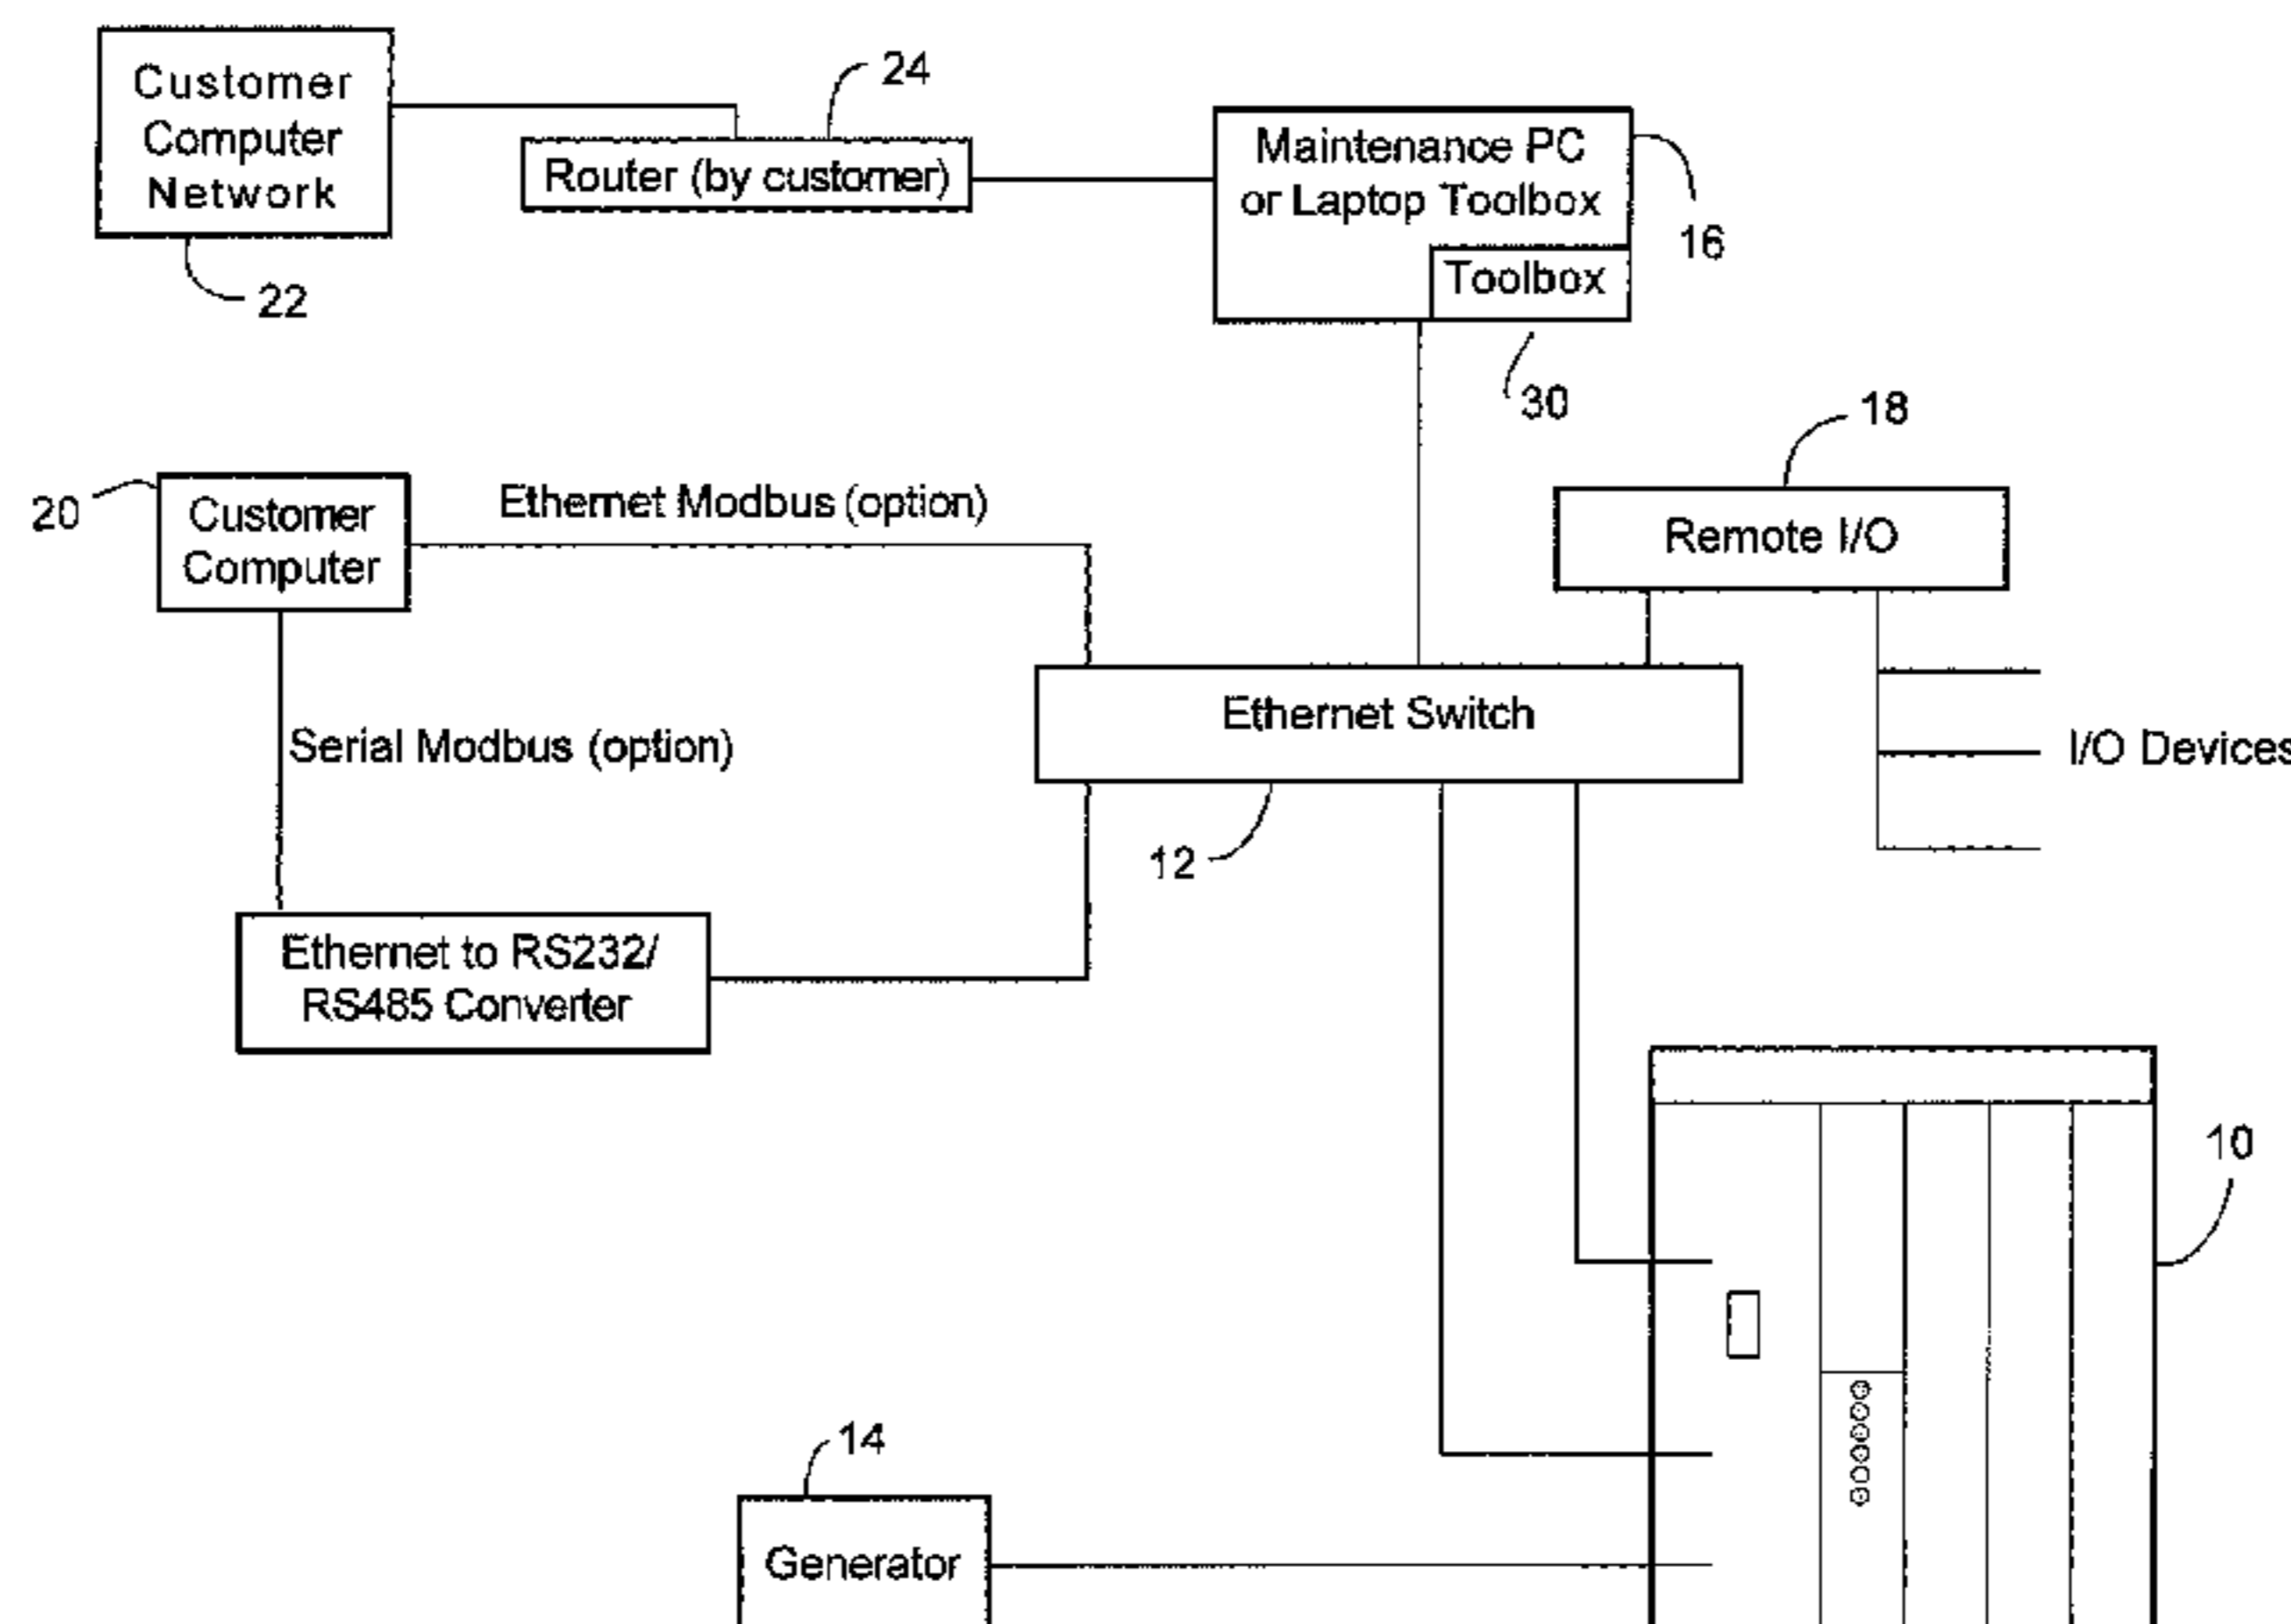 Customer
Computer
Network
22
24
Router (by customer)
Maintenance PC
or Laptop Toolbox
Toolbox
16
30
18
Remote I/O
20
Customer
Computer
Ethernet Modbus (option)
Ethernet Switch
Serial Modbus (option)
I/O Devices
12
Ethernet to RS232/
RS485 Converter
10
14
Generator